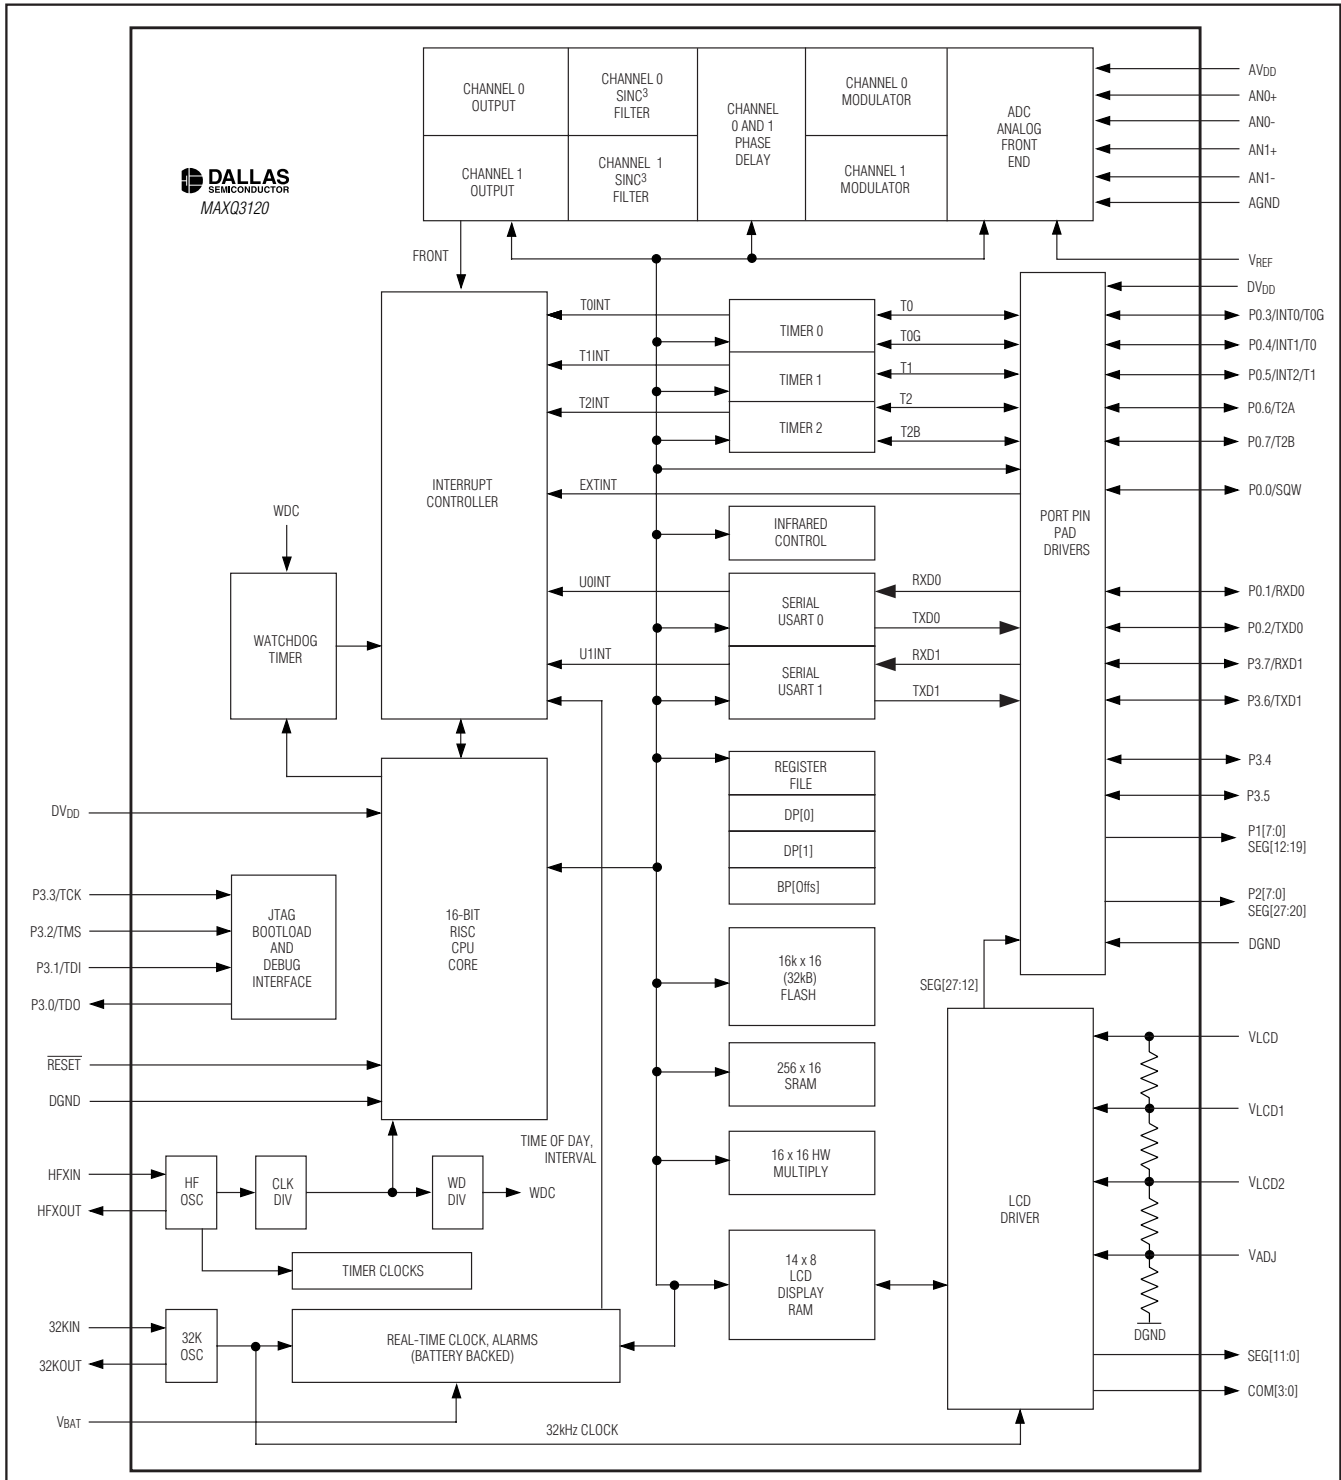 CHANNEL 0
OUTPUT
CHANNEL 0
SINC3
FILTER
CHANNEL
0 AND 1
PHASE
DELAY
CHANNEL 0
MODULATOR
ADC
ANALOG
FRONT
END
CHANNEL 1
OUTPUT
CHANNEL 1
SINC3
FILTER
CHANNEL 1
MODULATOR
AVDD
AN0+
AN0-
AN1+
AN1-
AGND
DALLAS
SEMICONDUCTOR
MAXQ3120
FRONT
VREF
DVDD
P0.3/INT0/T0G
P0.4/INT1/T0
P0.5/INT2/T1
P0.6/T2A
P0.7/T2B
P0.0/SQW
P0.1/RXD0
P0.2/TXD0
P3.7/RXD1
P3.6/TXD1
P3.4
P3.5
P1[7:0]
SEG[12:19]
P2[7:0]
SEG[27:20]
DGND
T0INT
T1INT
T2INT
EXTINT
U0INT
U1INT
TIMER 0
TIMER 1
TIMER 2
T0
T0G
T1
T2
T2B
INTERRUPT
CONTROLLER
PORT PIN
PAD
DRIVERS
WDC
WATCHDOG
TIMER
INFRARED
CONTROL
SERIAL
USART 0
SERIAL
USART 1
RXD0
TXD0
RXD1
TXD1
REGISTER
FILE
DP[0]
DP[1]
BP[Offs]
DVDD
P3.3/TCK
P3.2/TMS
P3.1/TDI
P3.0/TDO
JTAG
BOOTLOAD
AND
DEBUG
INTERFACE
16-BIT
RISC
CPU
CORE
16k x 16
(32kB)
FLASH
SEG[27:12]
RESET
DGND
256 x 16
SRAM
TIME OF DAY,
INTERVAL
16 x 16 HW
MULTIPLY
HFXIN
HFXOUT
HF
OSC
CLK
DIV
WD
DIV
WDC
TIMER CLOCKS
14 x 8
LCD
DISPLAY
RAM
LCD
DRIVER
VLCD
VLCD1
VLCD2
VADJ
DGND
SEG[11:0]
COM[3:0]
32KIN
32KOUT
32K
OSC
REAL-TIME CLOCK, ALARMS
(BATTERY BACKED)
VBAT
32kHz CLOCK